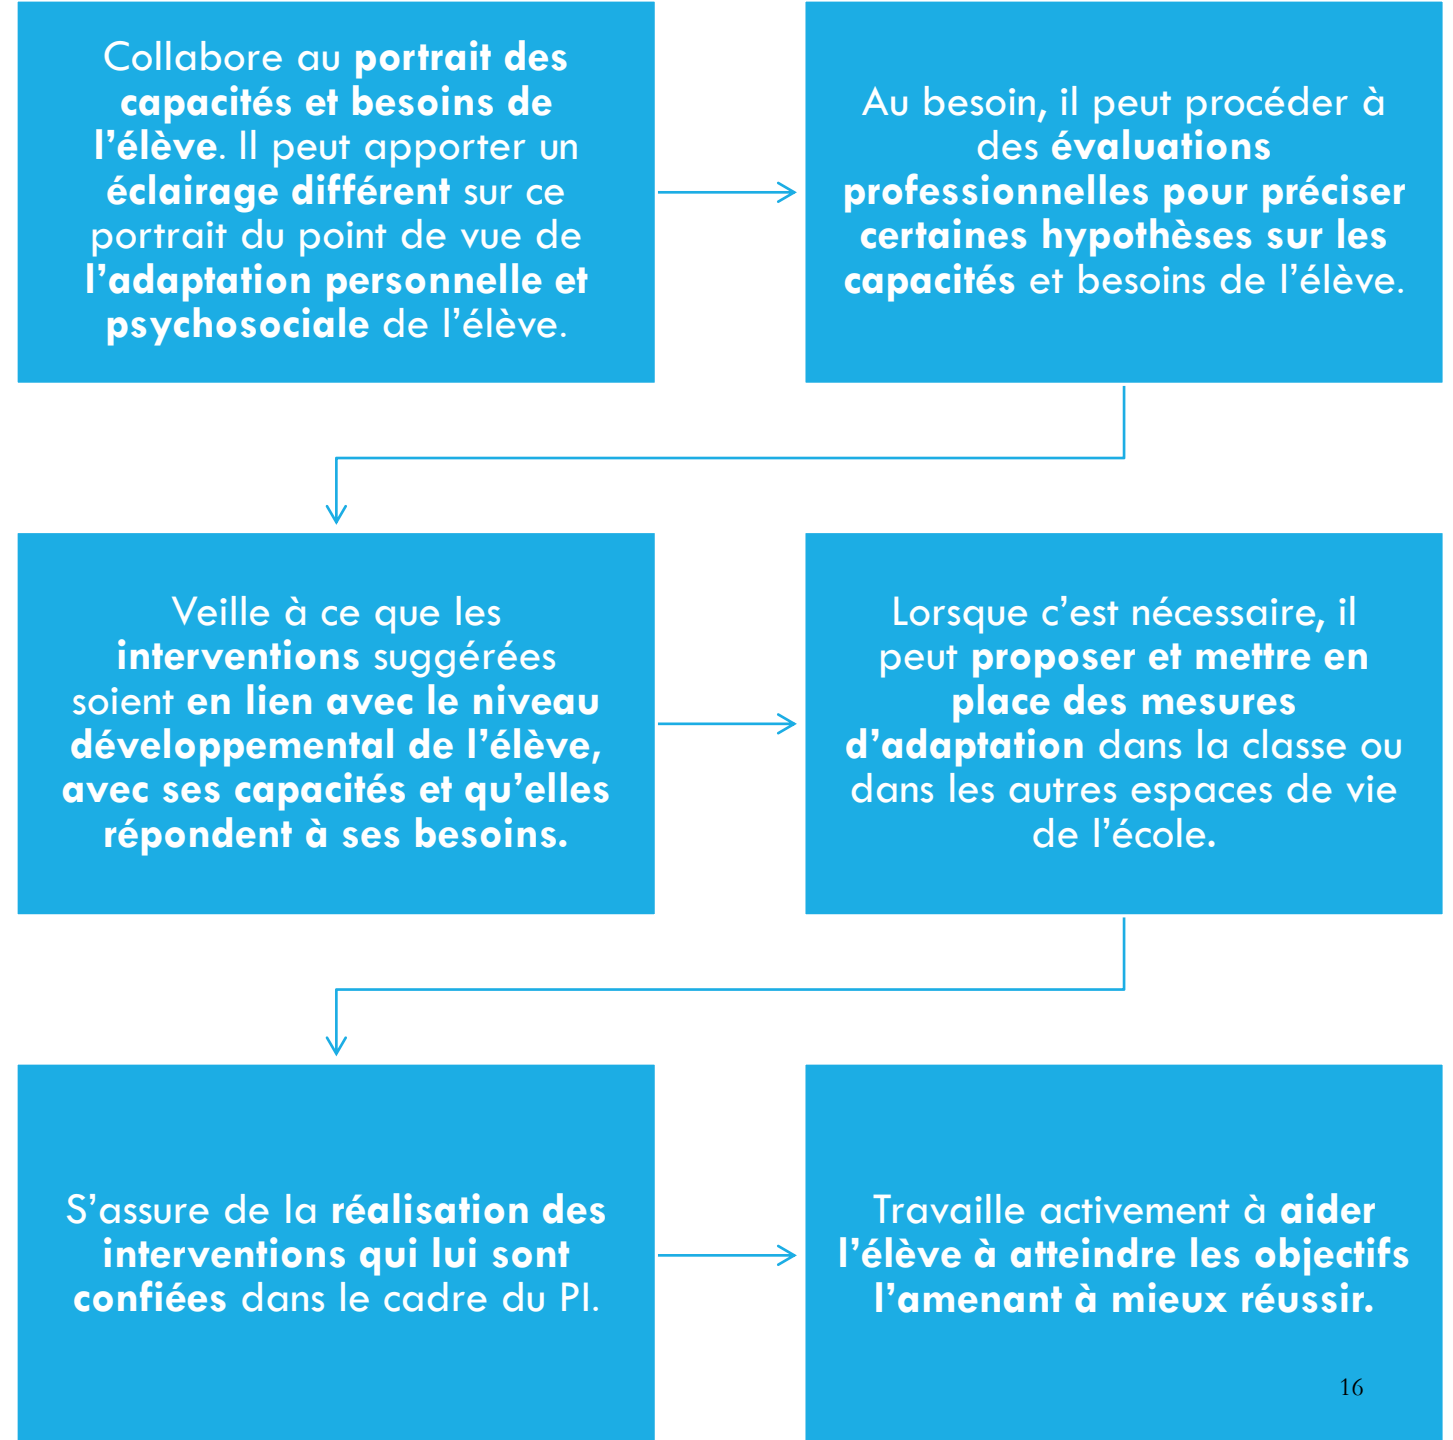 Collabore au portrait des
capacités et besoins de
l’élève. Il peut apporter un
éclairage différent sur ce
portrait du point de vue de
l’adaptation personnelle et
psychosociale de l’élève.
Au besoin, il peut procéder à
des évaluations
professionnelles pour préciser
certaines hypothèses sur les
capacités et besoins de l’élève.
Veille à ce que les
interventions suggérées
soient en lien avec le niveau
développemental de l’élève,
avec ses capacités et qu’elles
répondent à ses besoins.
Lorsque c’est nécessaire, il
peut proposer et mettre en
place des mesures
d’adaptation dans la classe ou
dans les autres espaces de vie
de l’école.
S’assure de la réalisation des
interventions qui lui sont
confiées dans le cadre du PI.
Travaille activement à aider
l’élève à atteindre les objectifs
l’amenant à mieux réussir.
16